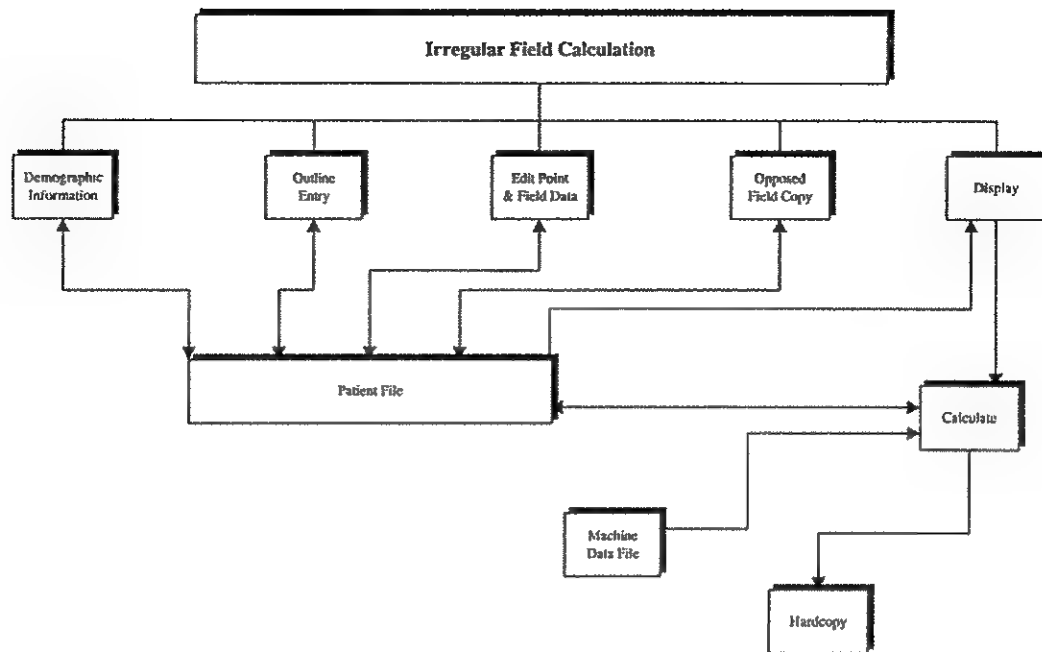 Irregular Field Calculation
Demographic
Information
Outline
Entry
Edit Point
& Field Data
Opposed
Field Copy
Display
Patient File
Calculate
Machine
Data File
Hardcopy